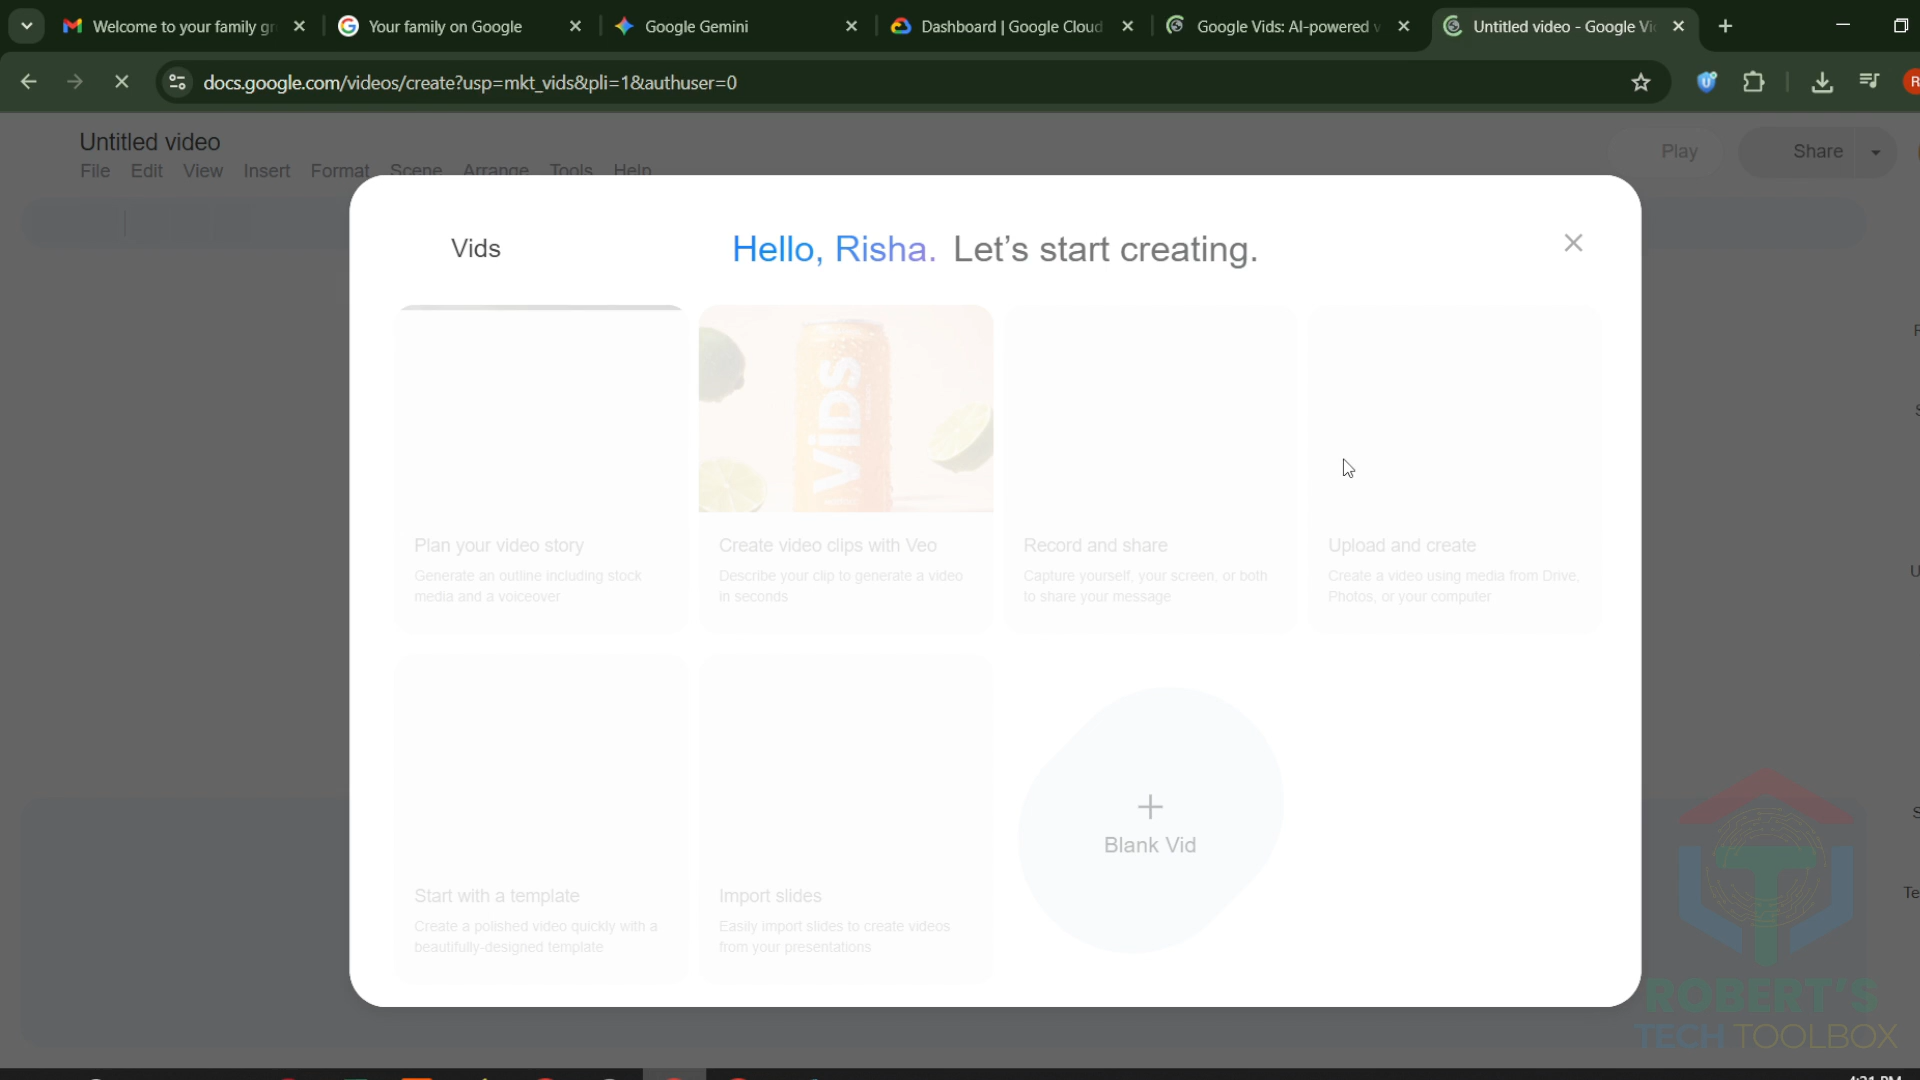 Welcome to your family gr
Your family on Google
Google Gemini
Dashboard | Google Cloud
Google Vids: AI-powered v
Untitled video - Google Vi
docs.google.com/videos/create?usp=mkt_vids&pli=1&authuser=0
R
Untitled video
File Edit View Insert Format Scene Arrange Tools Help
Play
Share
Vids
Hello, Risha. Let's start creating.
VIDS
Plan your video story
Generate an outline including stock
media and a voiceover
Create video clips with Veo
Describe your clip to generate a video
in seconds
Record and share
Capture yourself, your screen, or both
to share your message
Upload and create
Create a video using media from Drive,
Photos, or your computer
Start with a template
Create a polished video quickly with a
beautifully-designed template
Import slides
Easily import slides to create videos
from your presentations
Blank Vid
Te
ROBERT'S
TECH TOOLBOX